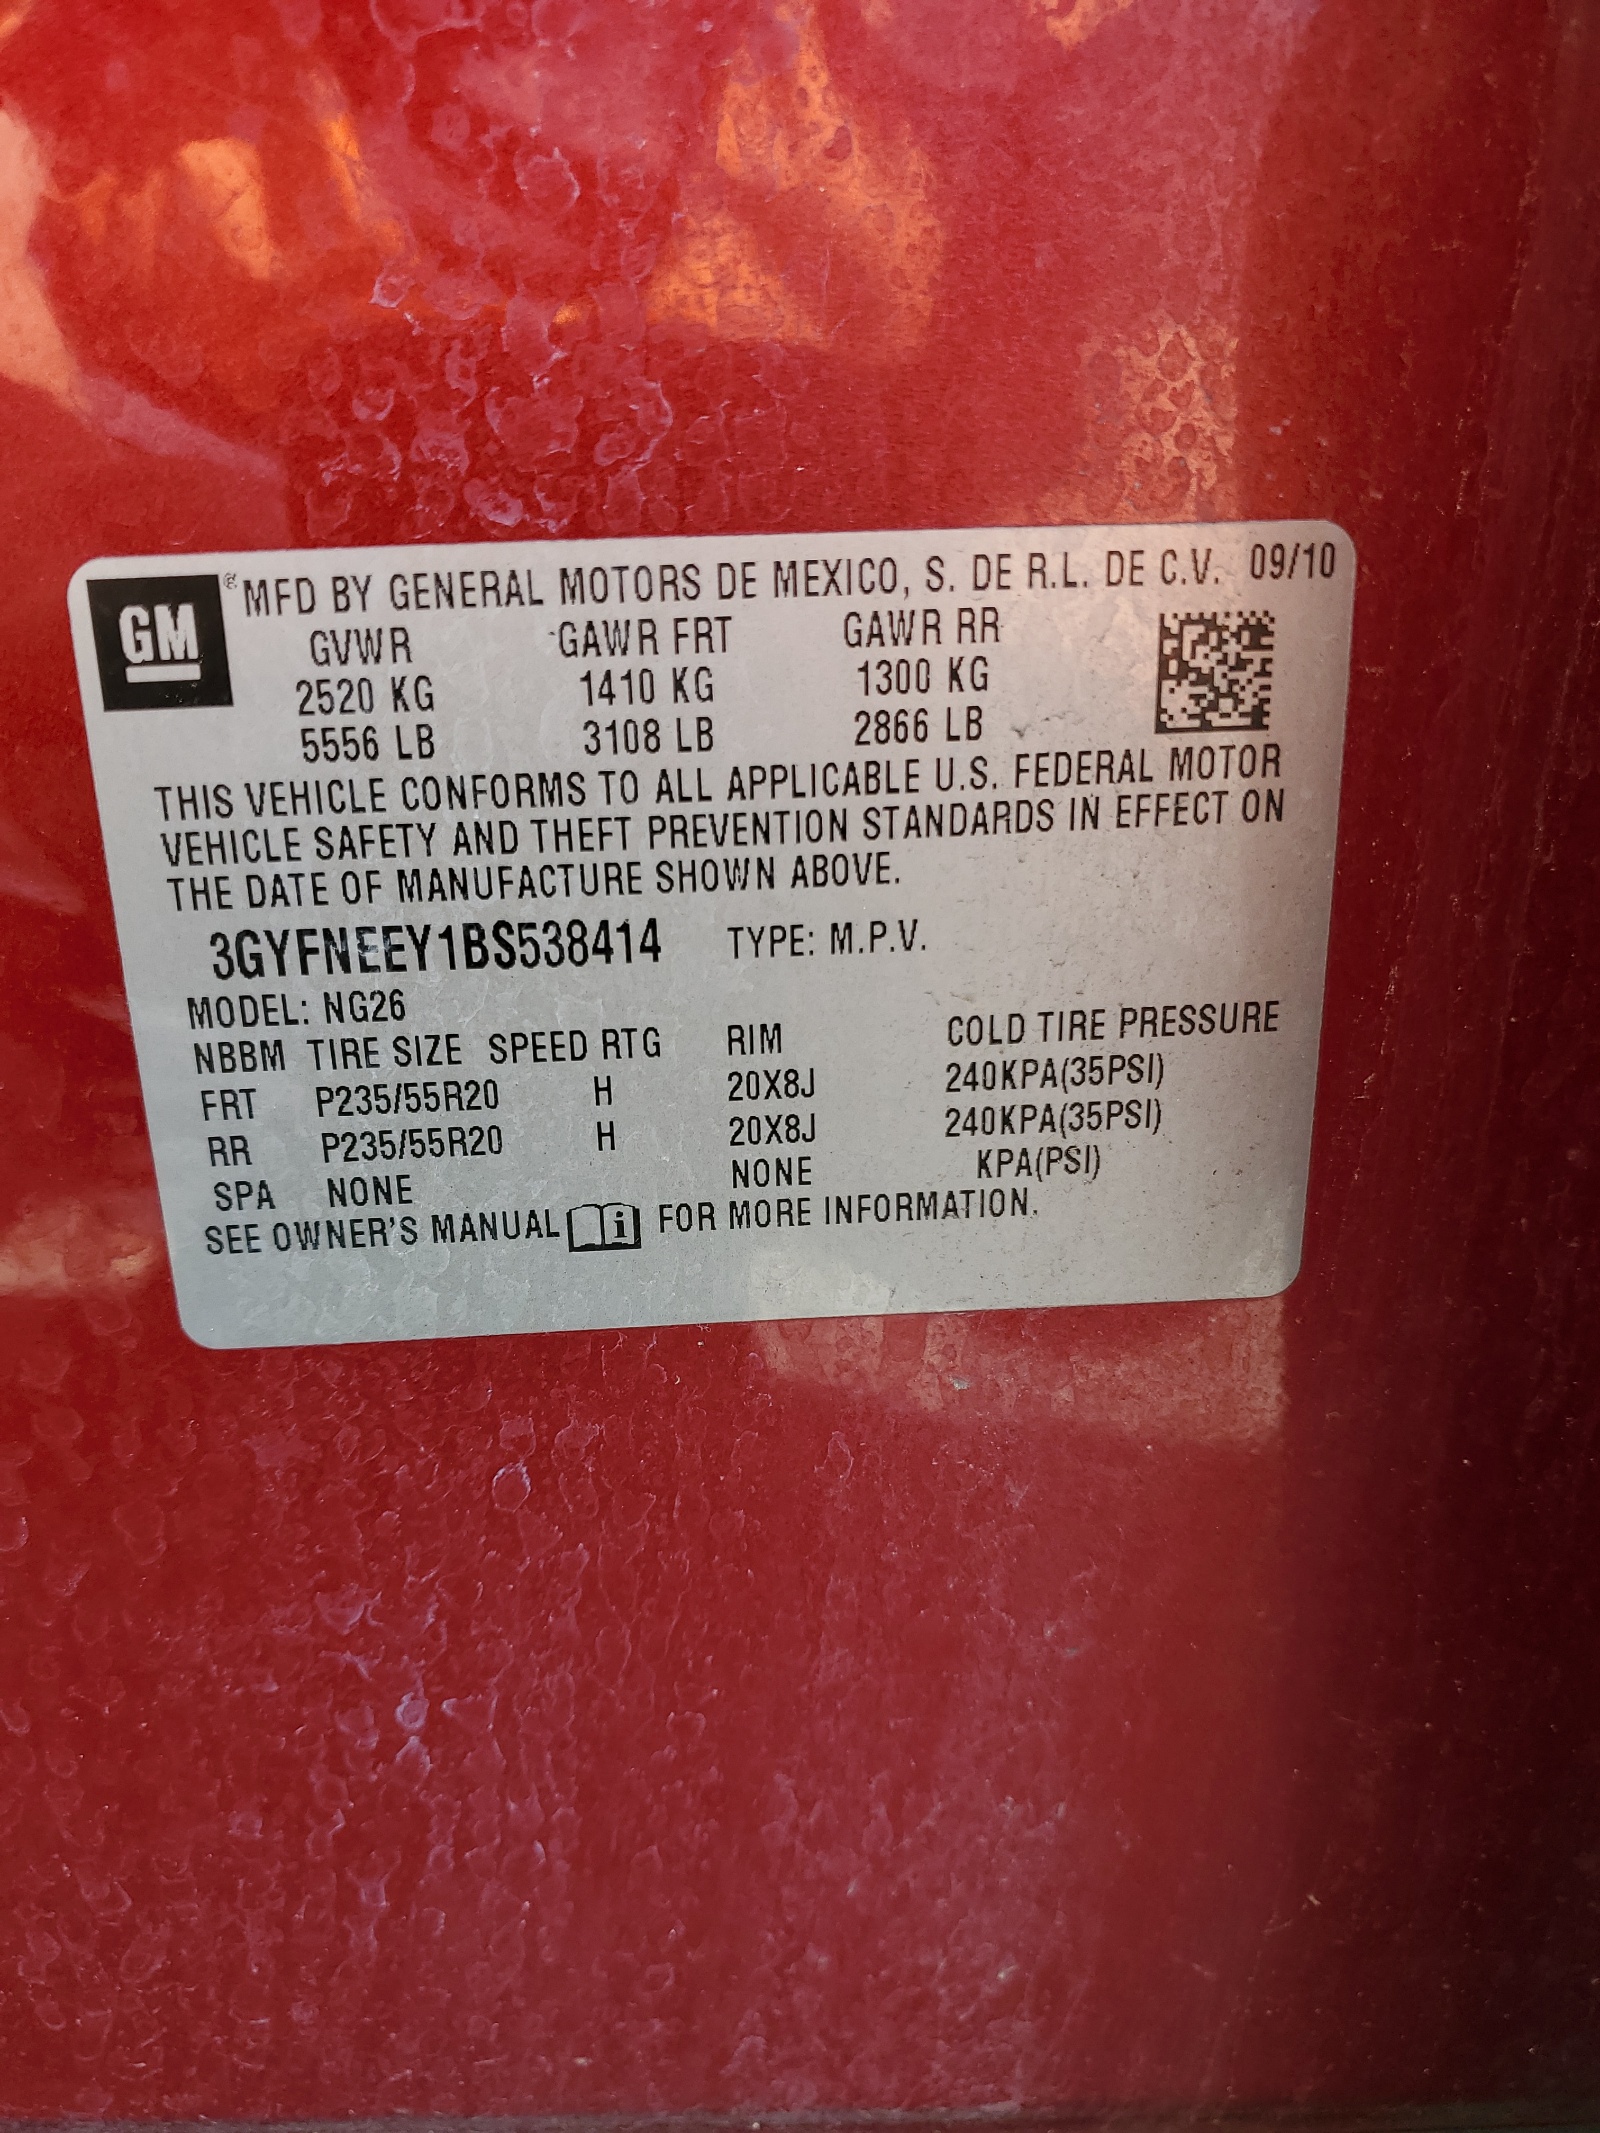 GM ® MFD BY GENERAL MOTORS DE MEXICO, S. DE R.L. DE C.V. 09/10
GVWR GAWR FRT GAWR RR
2520 KG 1410 KG 1300 KG
5556 LB 3108 LB 2866 LB
THIS VEHICLE CONFORMS TO ALL APPLICABLE U.S. FEDERAL MOTOR
VEHICLE SAFETY AND THEFT PREVENTION STANDARDS IN EFFECT ON
THE DATE OF MANUFACTURE SHOWN ABOVE.
3GYFNEEY1BS538414 TYPE: M.P.V.
MODEL: NG26
NBBM TIRE SIZE SPEED RTG RIM COLD TIRE PRESSURE
FRT P235/55R20 H 20X8J 240KPA(35PSI)
RR P235/55R20 H 20X8J 240KPA(35PSI)
SPA NONE NONE KPA(PSI)
SEE OWNER'S MANUAL i FOR MORE INFORMATION.